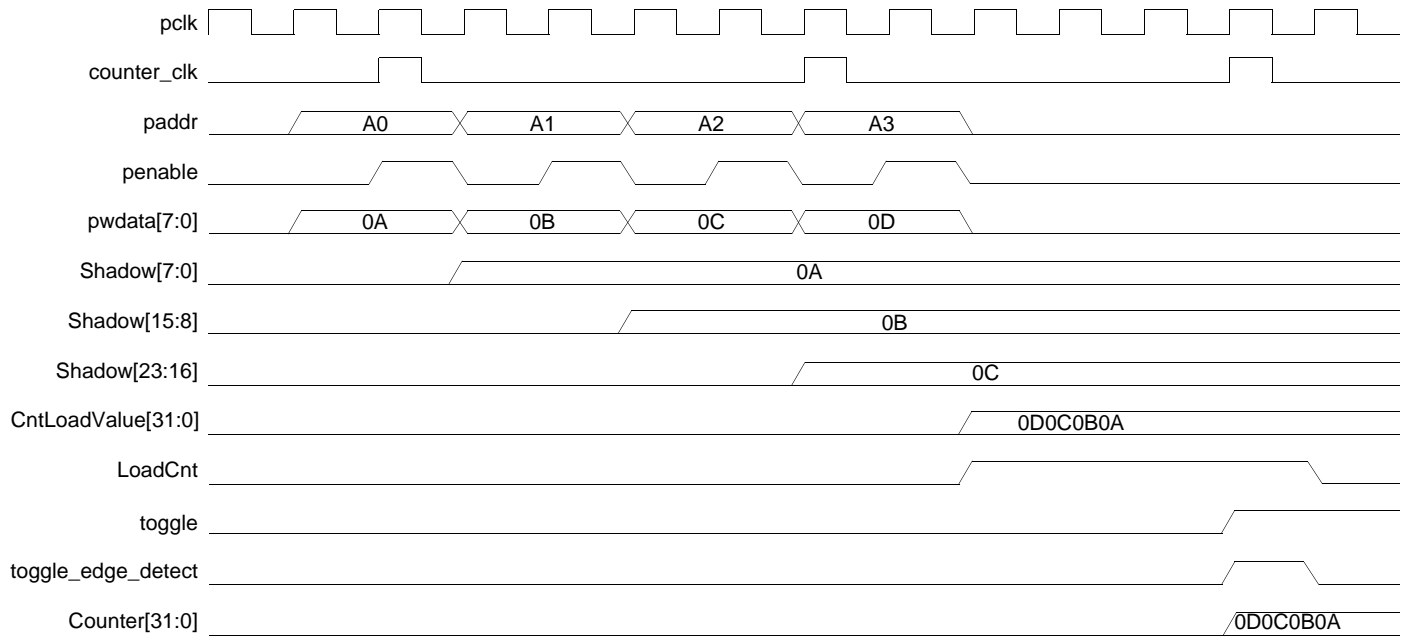 pclk
counter_clk
paddr A0 A1 A2 A3
penable
pwdata[7:0] 0A 0B 0C 0D
Shadow[7:0] 0A
Shadow[15:8] 0B
Shadow[23:16] 0C
CntLoadValue[31:0] 0D0C0B0A
LoadCnt
toggle
toggle_edge_detect
Counter[31:0] 0D0C0B0A